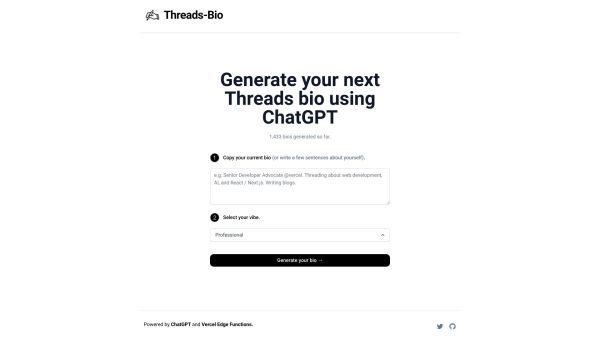 Threads-Bio
Generate your next
Threads bio using
ChatGPT
1,433 bios generated so far.
1 Copy your current bio (or write a few sentences about yourself).
e.g. Senior Developer Advocate @vercel. Threading about web development,
AI, and React / Next.js. Writing blogs.
2 Select your vibe.
Professional
Generate your bio →
Powered by ChatGPT and Vercel Edge Functions.